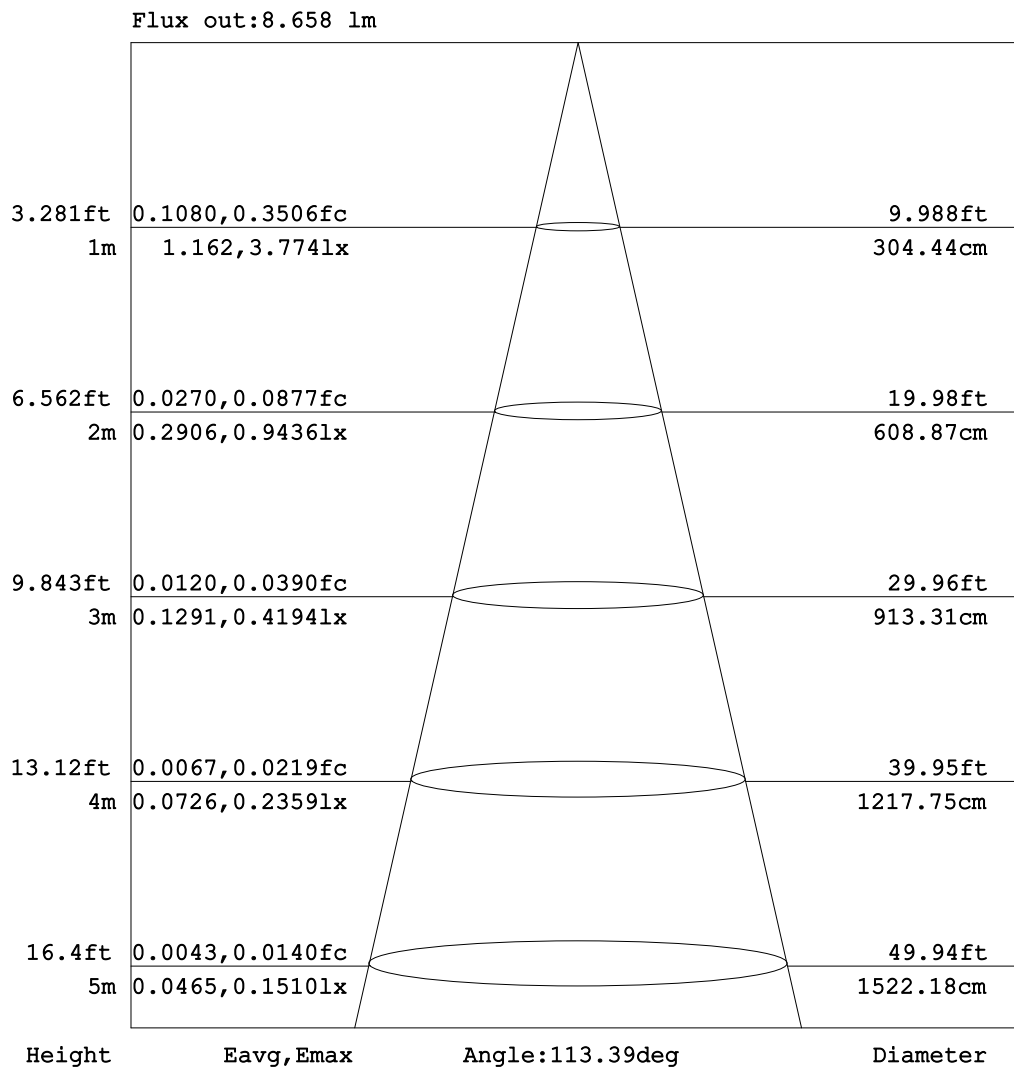 Flux out:8.658 lm
3.281ft 0.1080,0.3506fc 9.988ft
1m 1.162,3.774lx 304.44cm
6.562ft 0.0270,0.0877fc 19.98ft
2m 0.2906,0.9436lx 608.87cm
9.843ft 0.0120,0.0390fc 29.96ft
3m 0.1291,0.4194lx 913.31cm
13.12ft 0.0067,0.0219fc 39.95ft
4m 0.0726,0.2359lx 1217.75cm
16.4ft 0.0043,0.0140fc 49.94ft
5m 0.0465,0.1510lx 1522.18cm
Height Eavg,Emax Angle:113.39deg Diameter